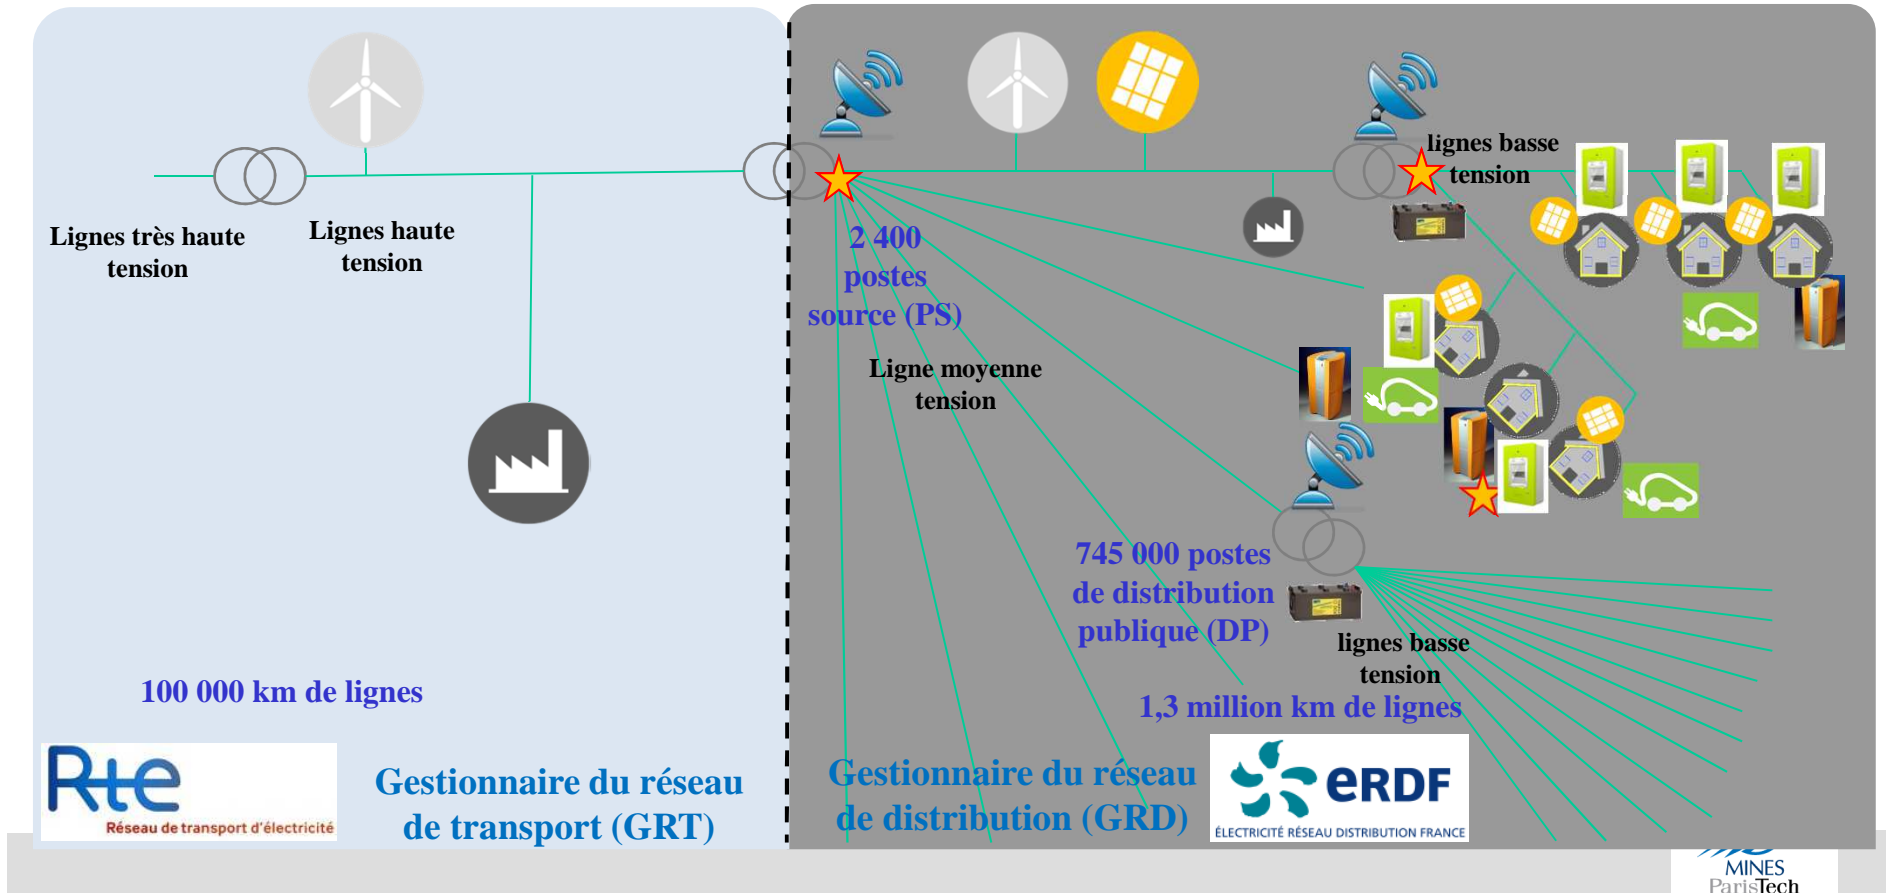 Lignes très haute
tension
Lignes haute
tension
100 000 km de lignes
Rte
Réseau de transport d'électricité
Gestionnaire du réseau
de transport (GRT)
2 400
postes
source (PS)
Ligne moyenne
tension
lignes basse
tension
745 000 postes
de distribution
publique (DP)
lignes basse
tension
1,3 million km de lignes
Gestionnaire du réseau
de distribution (GRD)
eRDF
ÉLECTRICITÉ RÉSEAU DISTRIBUTION FRANCE
MINES
ParisTech